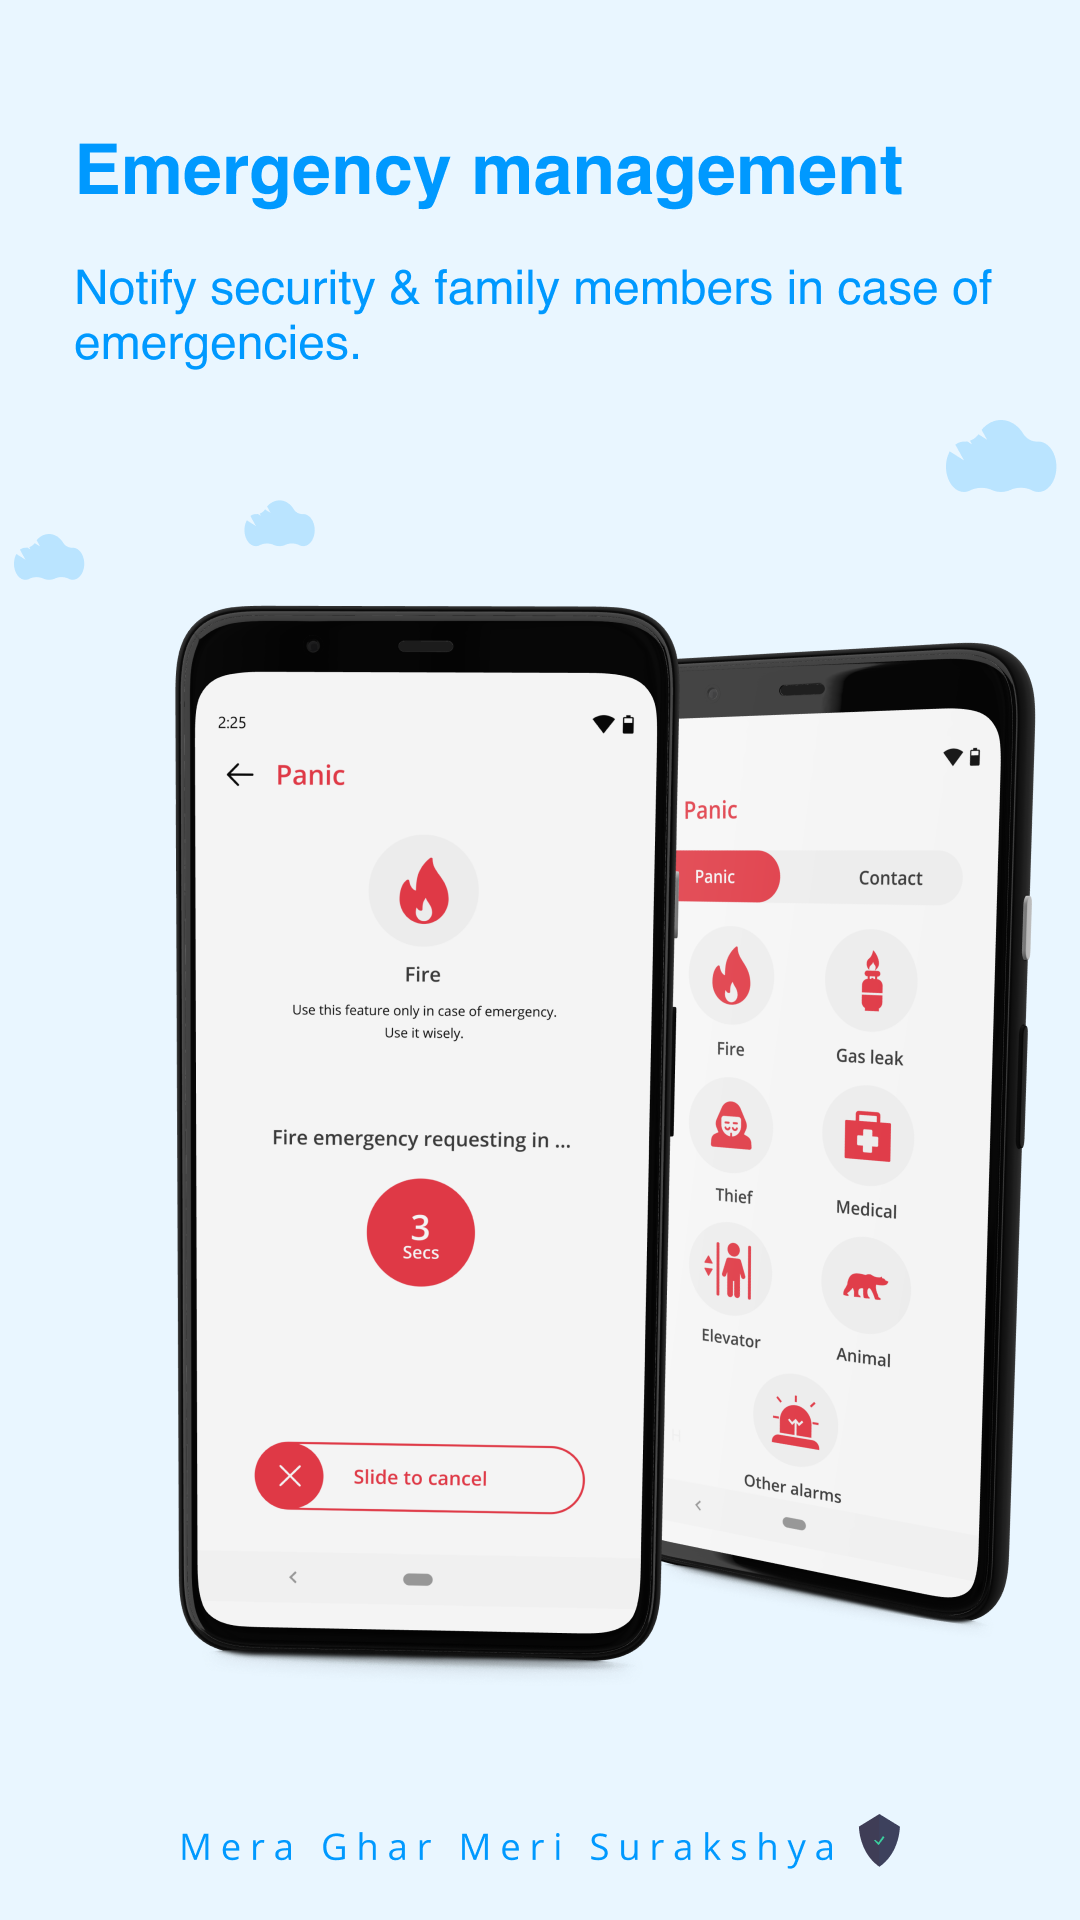 Emergency management
Notify security & family members in case of
emergencies.
2:25
Panic
Fire
Use this feature only in case of emergency.
Use it wisely.
Fire emergency requesting in ...
3
Secs
Slide to cancel
Panic
Panic
Contact
Fire
Gas leak
Thief
Medical
Elevator
Animal
Other alarms
Mera Ghar Meri Surakshya